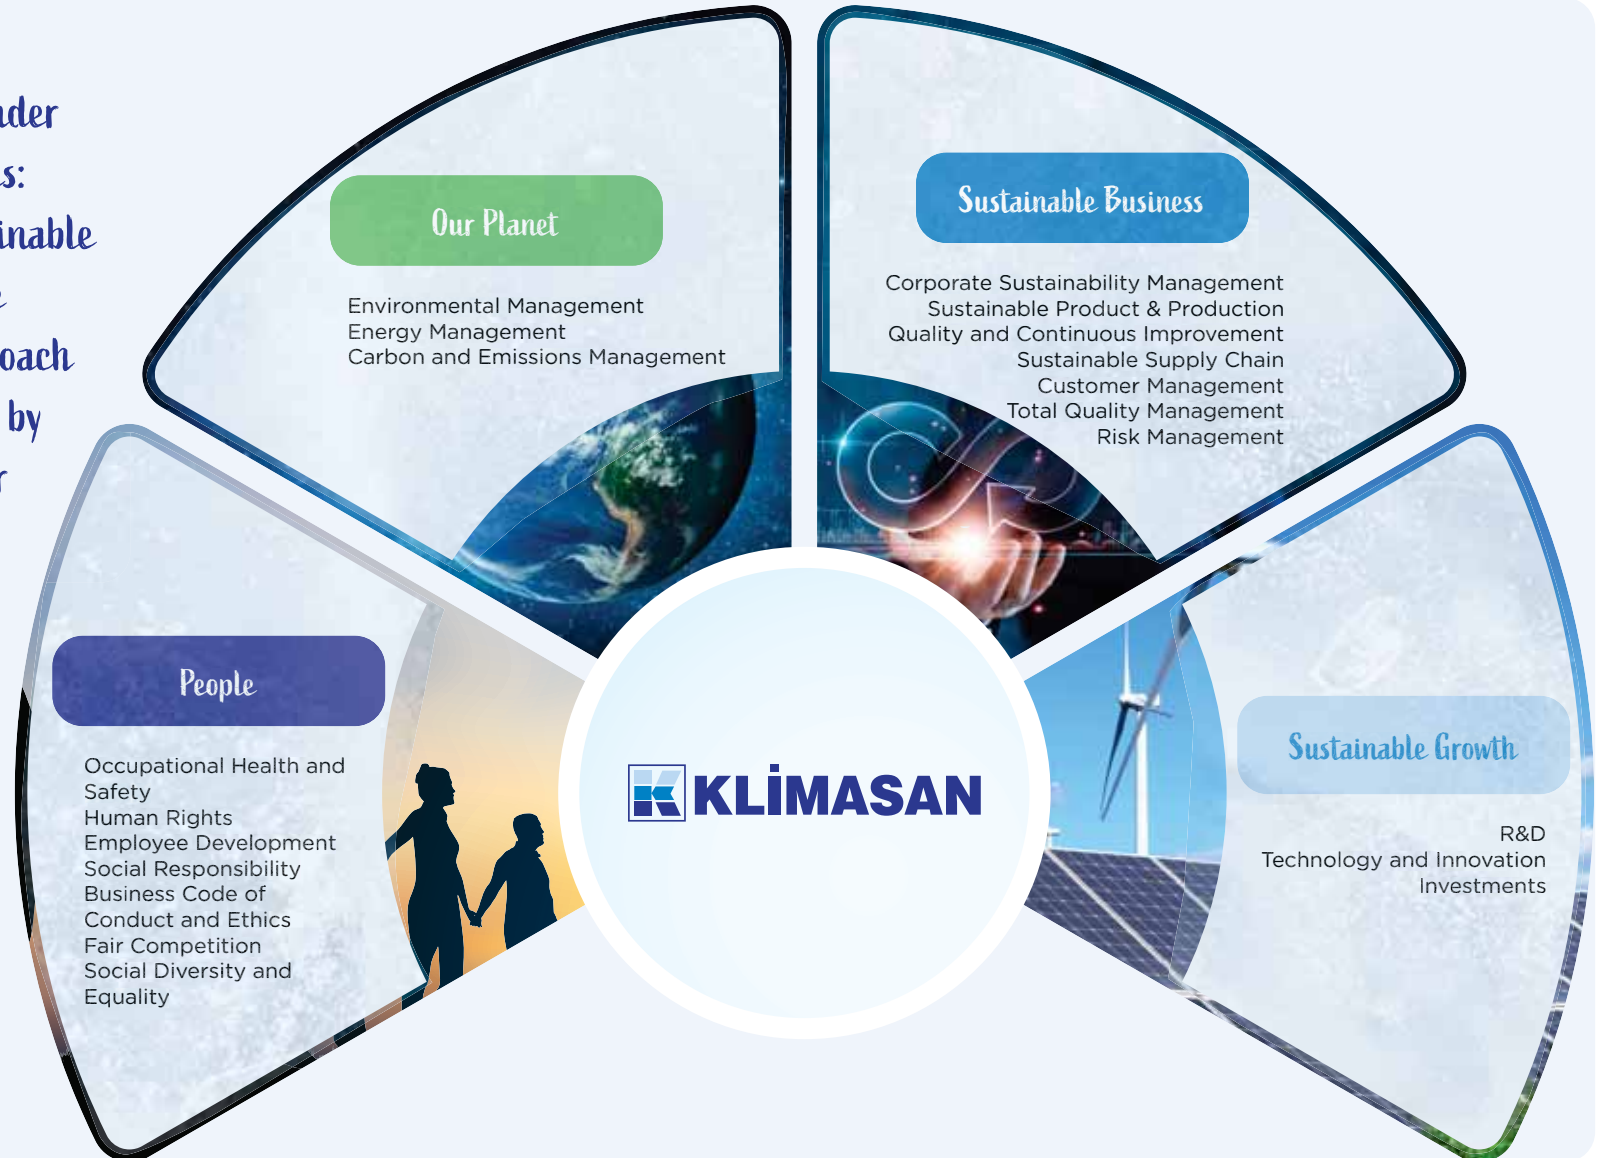 by
Our Planet
Environmental Management
Energy Management
Carbon and Emissions Management
Sustainable Business
Corporate Sustainability Management
Sustainable Product & Production
Quality and Continuous Improvement
Sustainable Supply Chain
Customer Management
Total Quality Management
Risk Management
People
Occupational Health and
Safety
Human Rights
Employee Development
Social Responsibility
Business Code of
Conduct and Ethics
Fair Competition
Social Diversity and
Equality
KLİMASAN
Sustainable Growth
R&D
Technology and Innovation
Investments